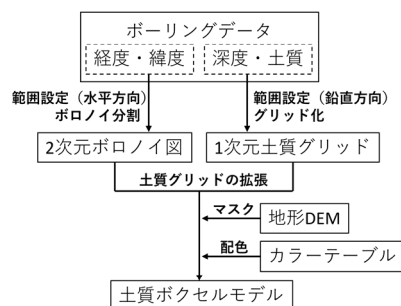 ボーリングデータ
経度・緯度
深度・土質
範囲設定（水平方向）
ボロノイ分割
範囲設定（鉛直方向）
グリッド化
2次元ボロノイ図
1次元土質グリッド
土質グリッドの拡張
マスク
地形DEM
配色
カラーテーブル
土質ボクセルモデル